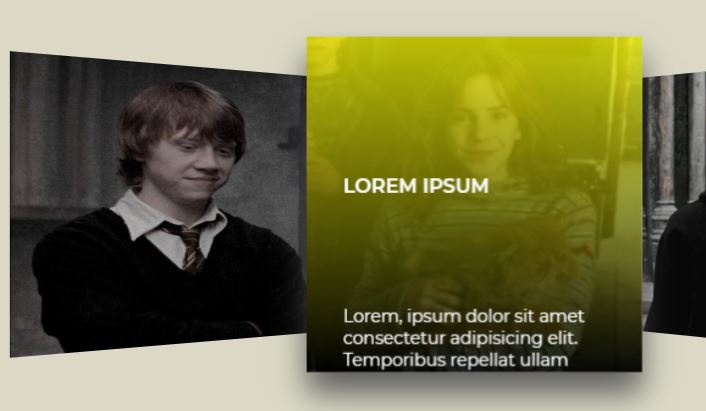 LOREM IPSUM
Lorem, ipsum dolor sit amet
consectetur adipisicing elit.
Temporibus repellat ullam